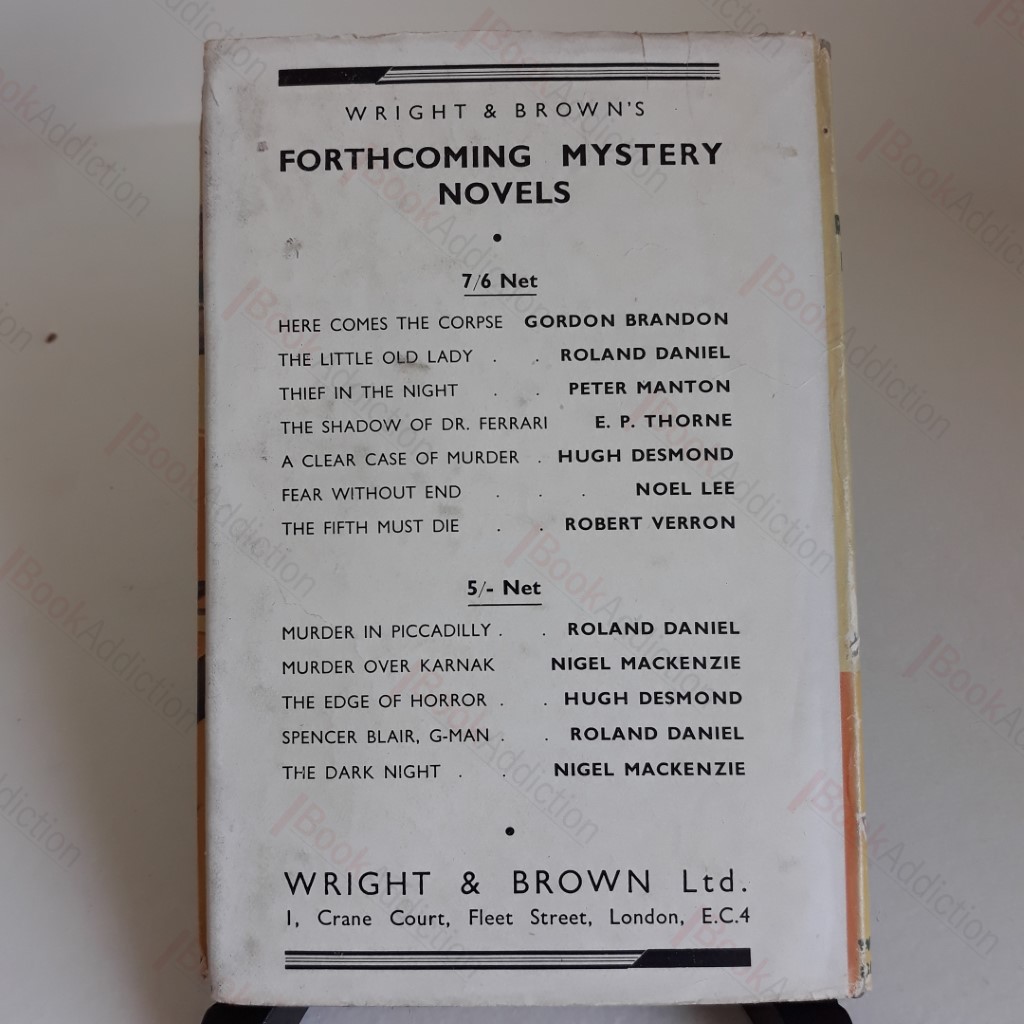 WRIGHT & BROWN'S
FORTHCOMING MYSTERY
NOVELS
7/6 Net
HERE COMES THE CORPSE GORDON BRANDON
THE LITTLE OLD LADY . . ROLAND DANIEL
THIEF IN THE NIGHT . . PETER MANTON
THE SHADOW OF DR. FERRARI E. P. THORNE
A CLEAR CASE OF MURDER . HUGH DESMOND
FEAR WITHOUT END . . . NOEL LEE
THE FIFTH MUST DIE . . ROBERT VERRON
5/- Net
MURDER IN PICCADILLY . . ROLAND DANIEL
MURDER OVER KARNAK NIGEL MACKENZIE
THE EDGE OF HORROR . . HUGH DESMOND
SPENCER BLAIR, G-MAN . . ROLAND DANIEL
THE DARK NIGHT . . NIGEL MACKENZIE
WRIGHT & BROWN Ltd.
1, Crane Court, Fleet Street, London, E.C.4
BookAddiction